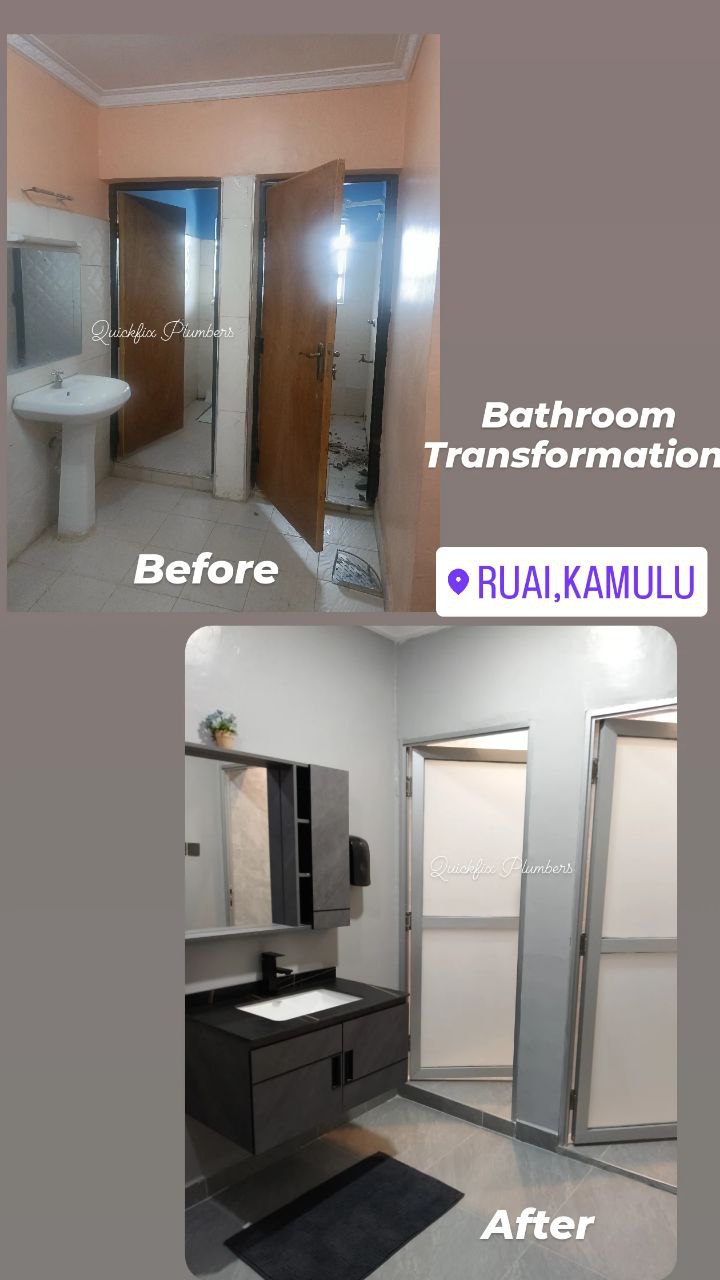 Quickfix Plumbers
Before
Bathroom
Transformation
RUAI,KAMULU
Quickfix Plumbers
After